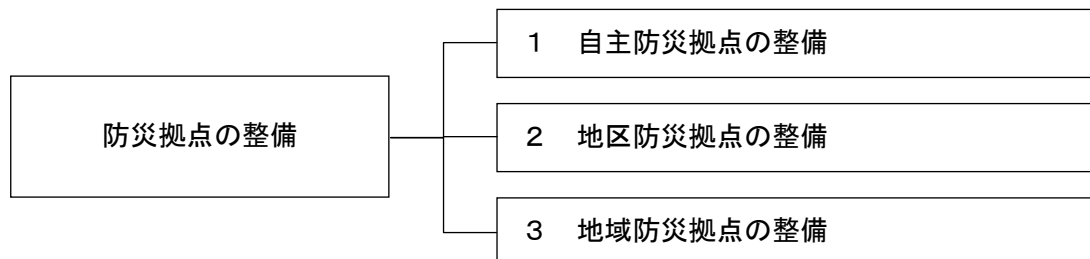 防災拠点の整備
１　自主防災拠点の整備
２　地区防災拠点の整備
３　地域防災拠点の整備